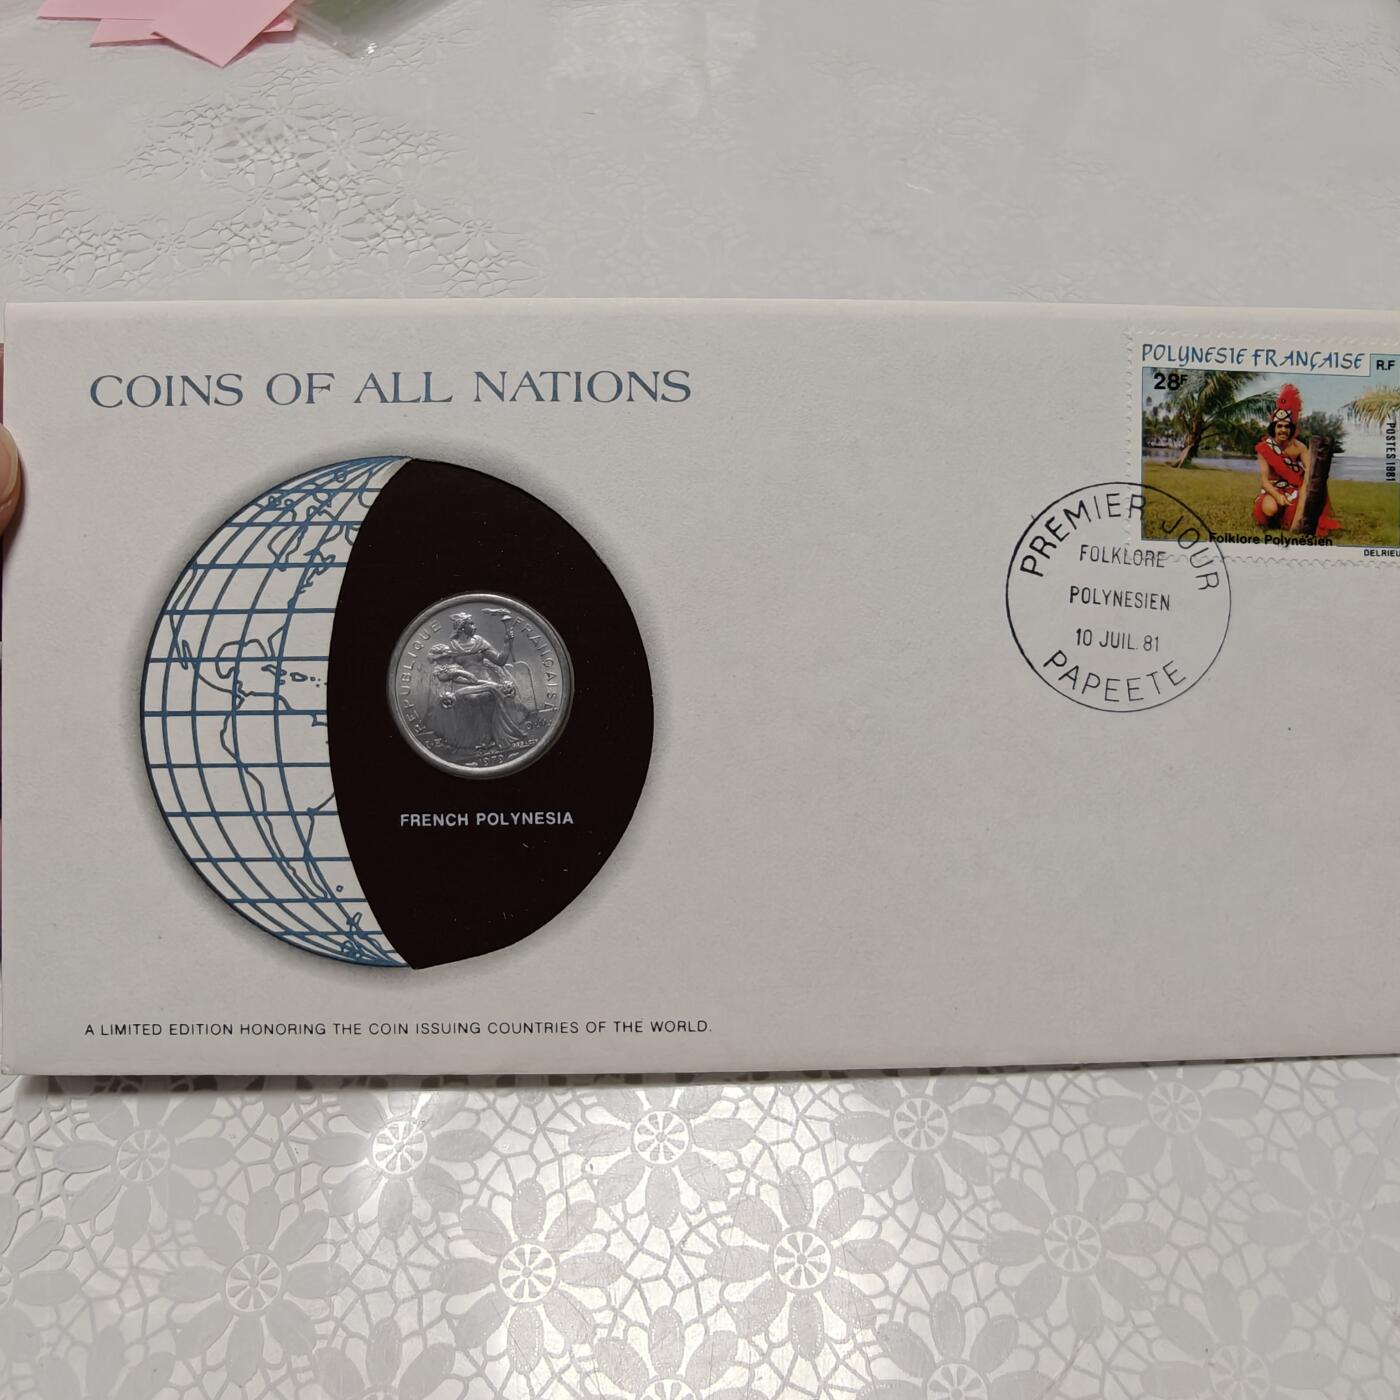 COINS OF ALL NATIONS
POLYNESIE FRANÇAISE R.F
28F
POSTES 1981
Folklore Polynésien
DELRIEU
PREMIER JOUR
FOLKLORE
POLYNESIEN
10 JUIL. 81
PAPEETE
REPUBLIQUE FRANÇAISE
1979
FRENCH POLYNESIA
A LIMITED EDITION HONORING THE COIN ISSUING COUNTRIES OF THE WORLD.